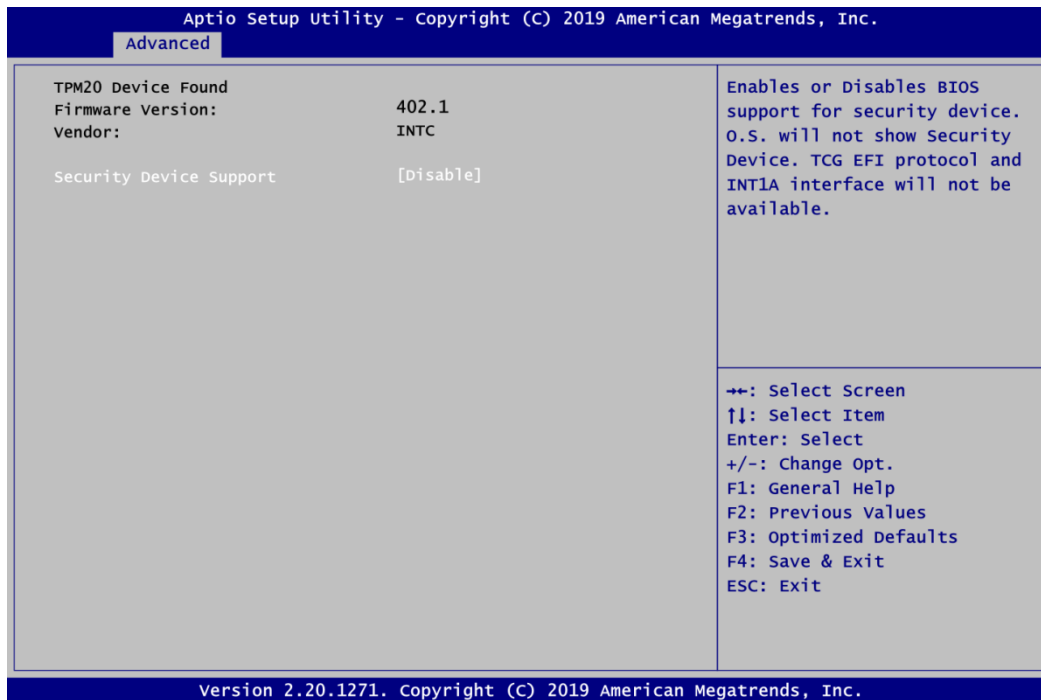 Aptio Setup Utility - Copyright (C) 2019 American Megatrends, Inc.
Advanced
TPM20 Device Found
Firmware Version: 402.1
Vendor: INTC
Security Device Support [Disable]
Enables or Disables BIOS
support for security device.
O.S. will not show Security
Device. TCG EFI protocol and
INT1A interface will not be
available.
→←: Select Screen
↑↓: Select Item
Enter: Select
+/-: Change Opt.
F1: General Help
F2: Previous Values
F3: Optimized Defaults
F4: Save & Exit
ESC: Exit
Version 2.20.1271. Copyright (C) 2019 American Megatrends, Inc.